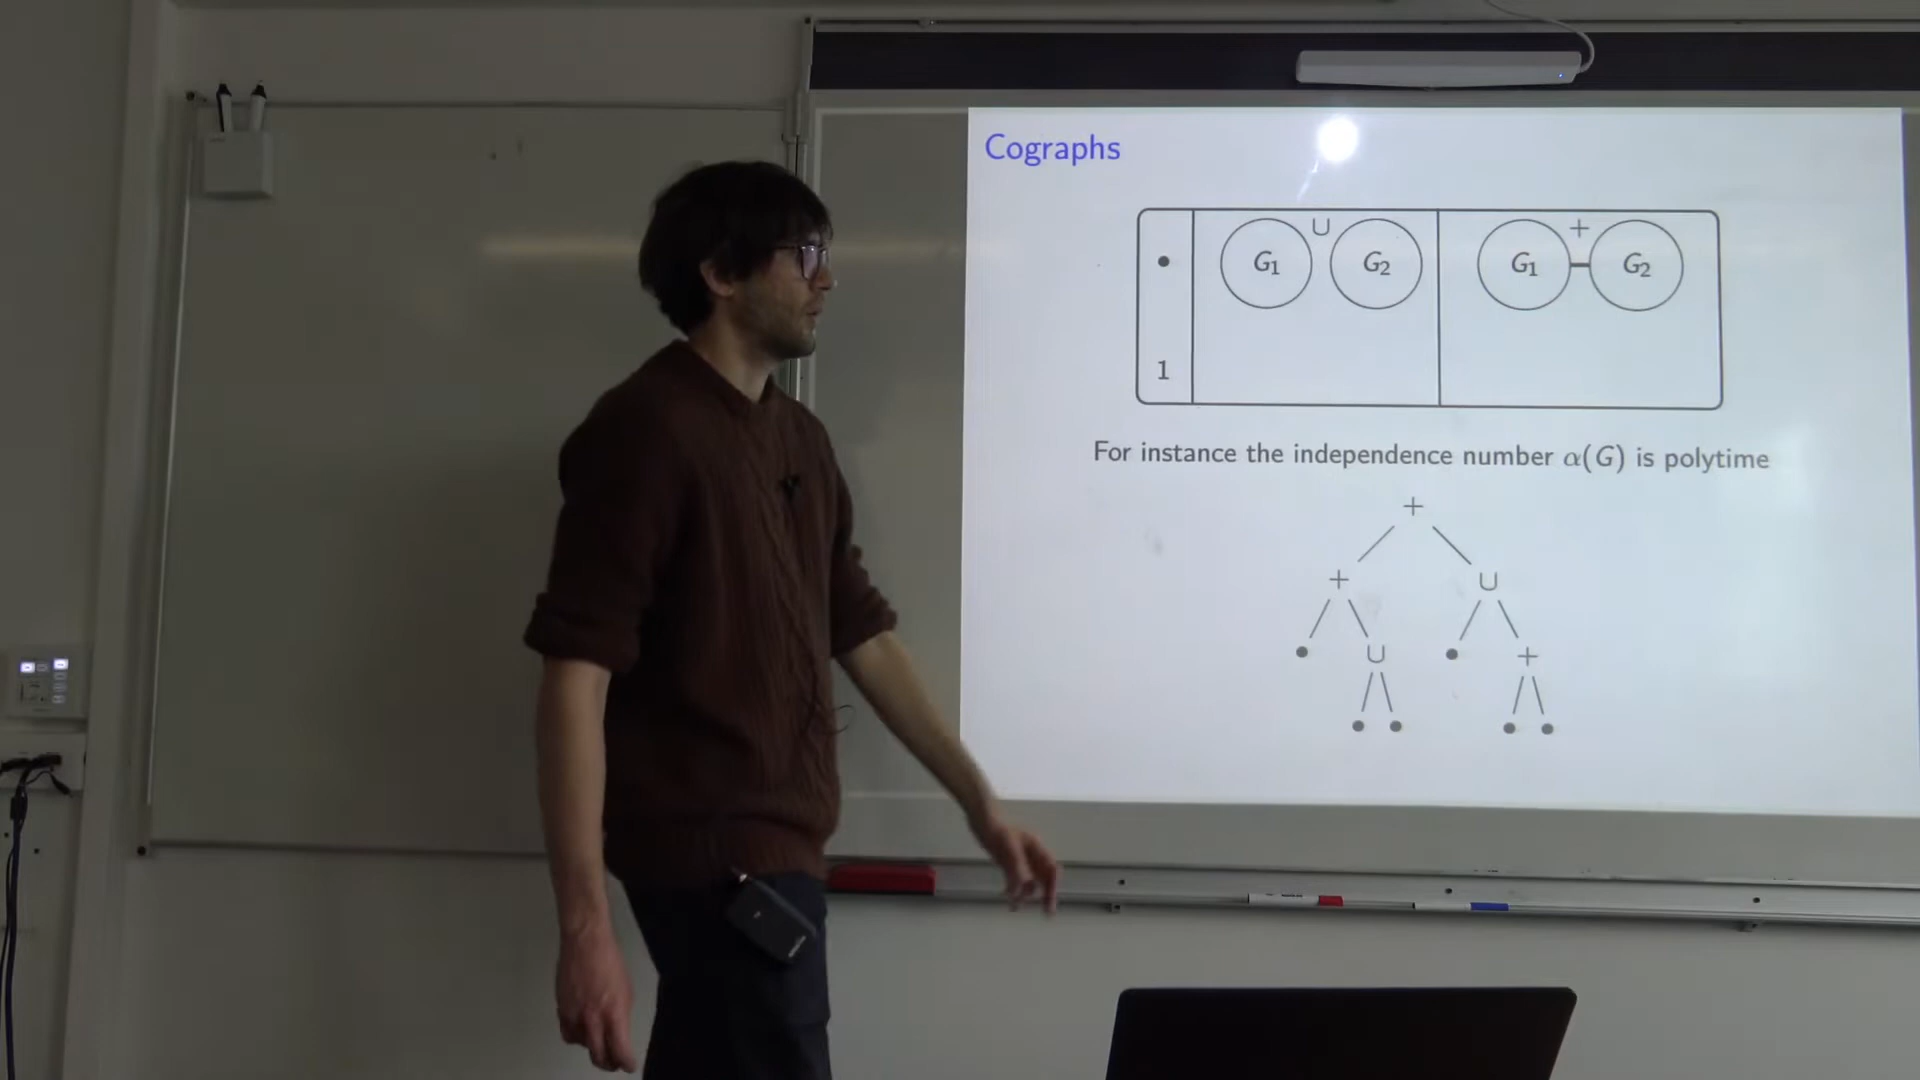 Cographs
∪
+
G₁
G₂
G₁
G₂
1
For instance the independence number α(G) is polytime
+
+
∪
∪
+